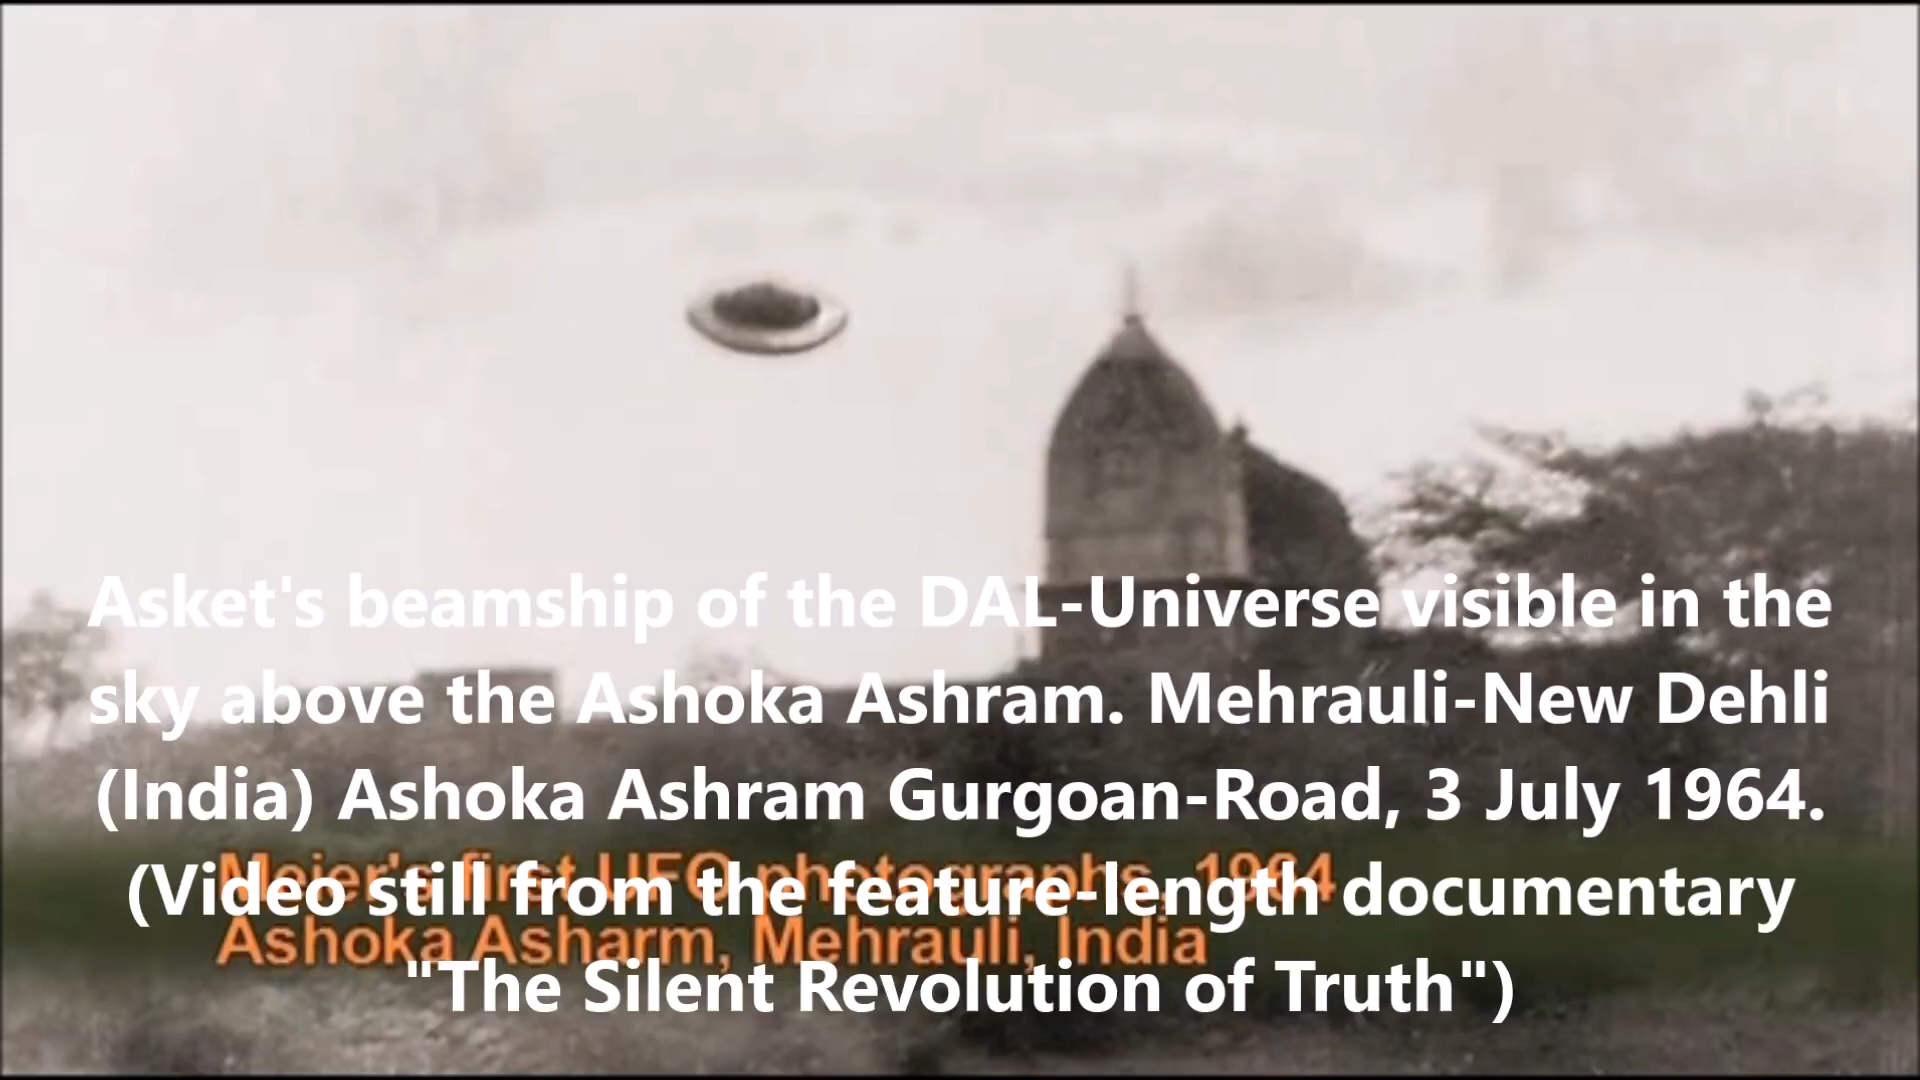 Asket's beamship of the DAL-Universe visible in the
sky above the Ashoka Ashram. Mehrauli-New Dehli
(India) Ashoka Ashram Gurgoan-Road, 3 July 1964.
(Video still from the feature-length documentary
"The Silent Revolution of Truth")
Meier's first UFO photographs, 1964
Ashoka Asharm, Mehrauli, India